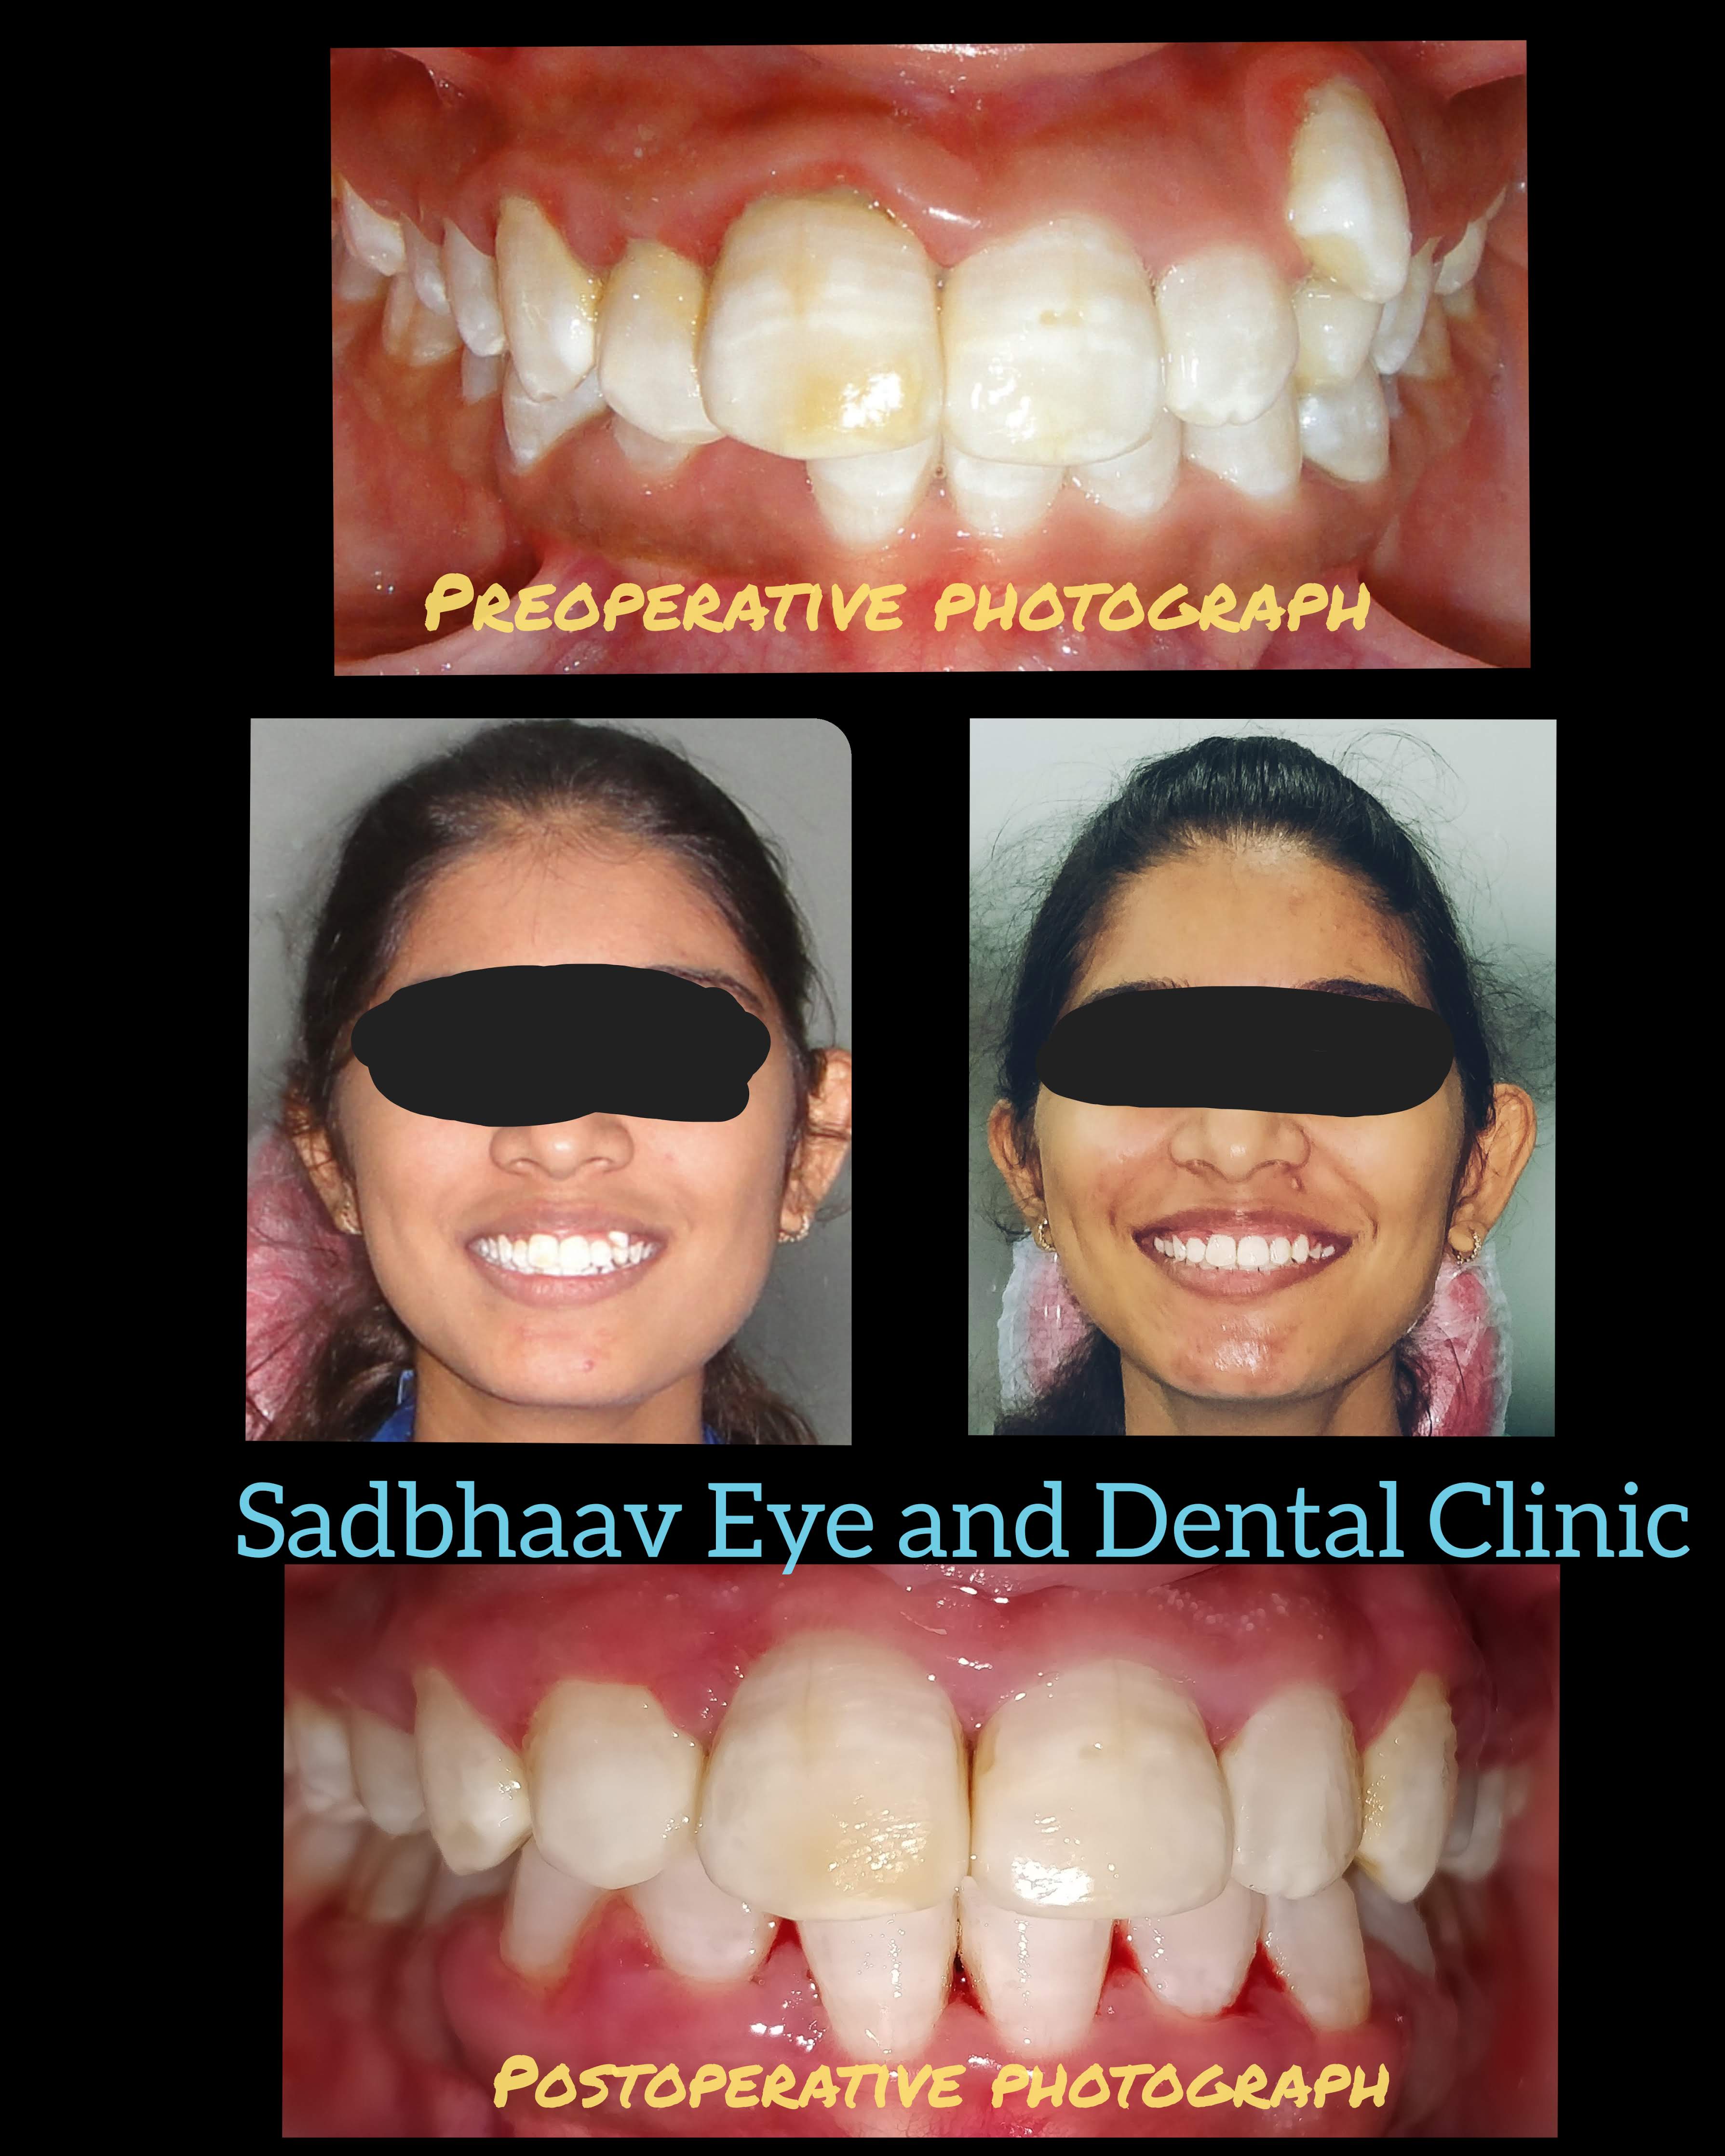 Preoperative photograph
Sadbhaav Eye and Dental Clinic
Postoperative photograph